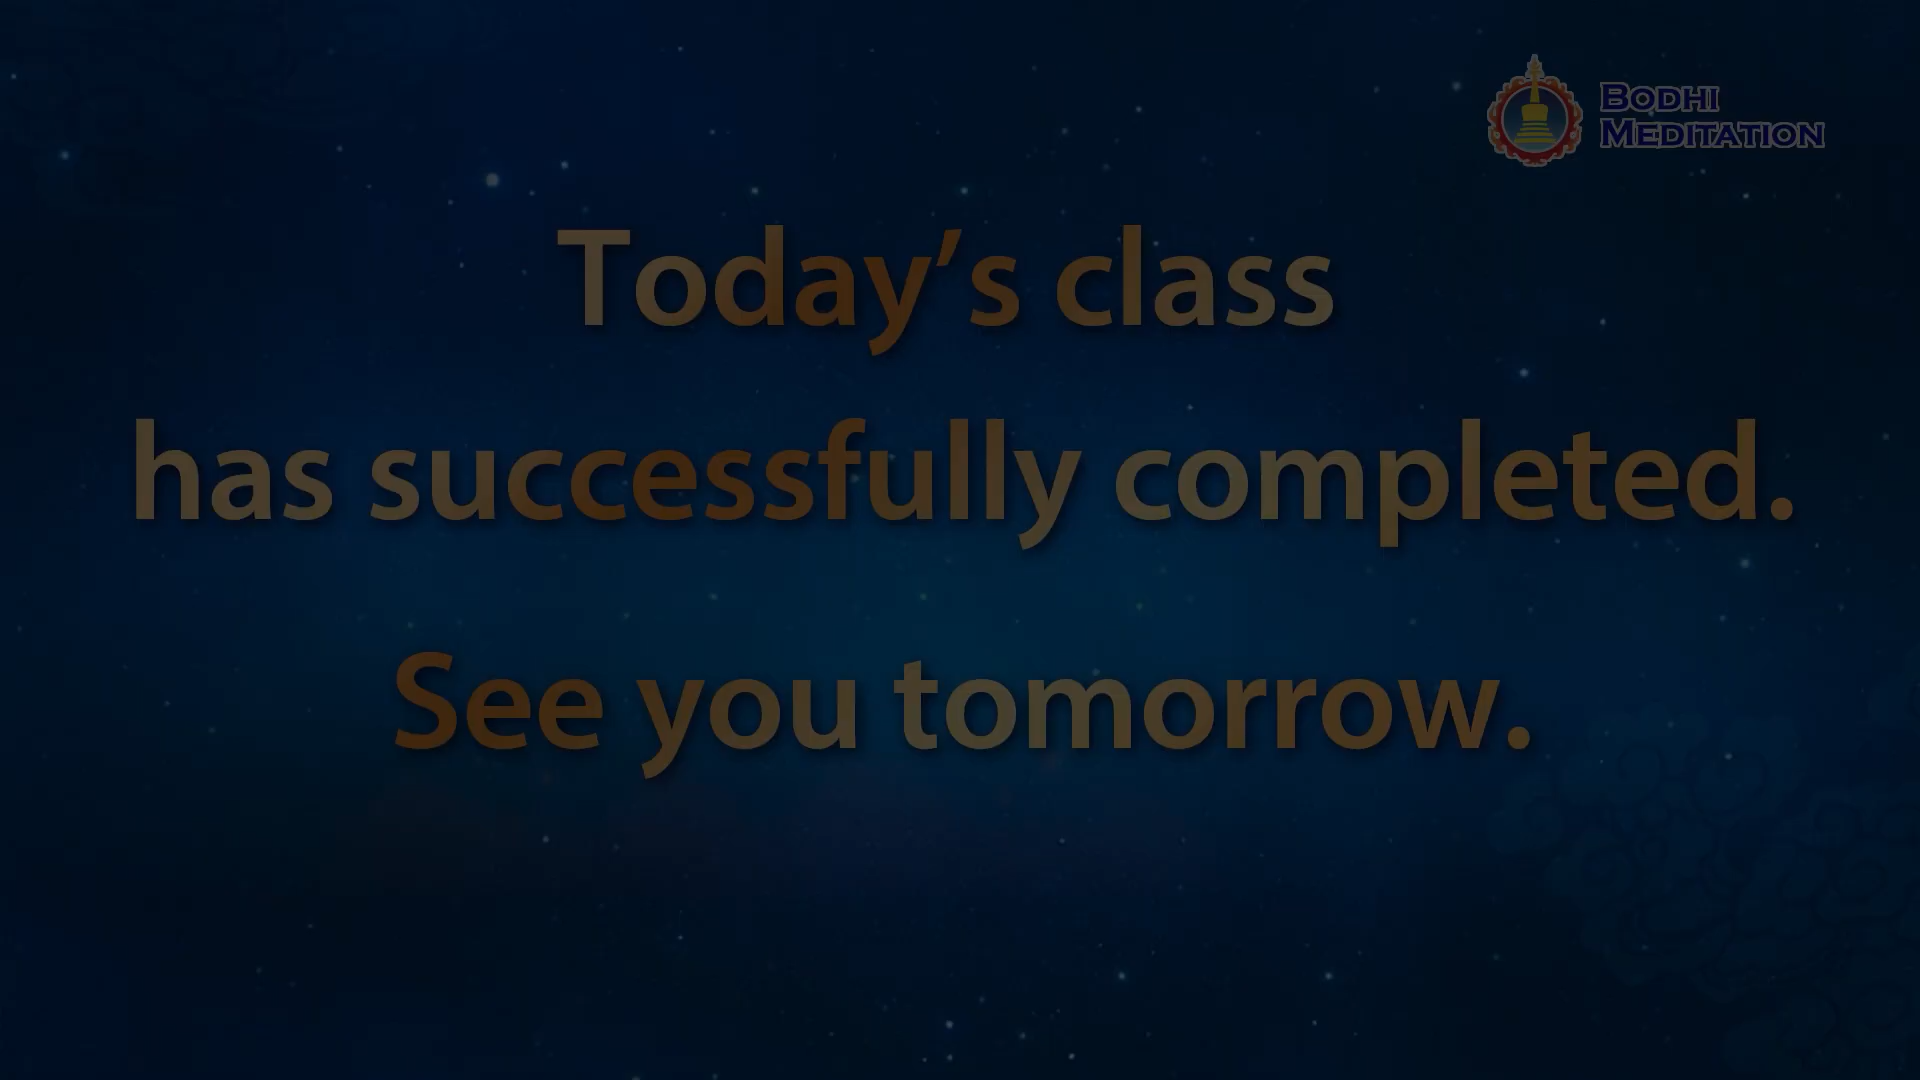 BODHI
MEDITATION
Today’s class
has successfully completed.
See you tomorrow.